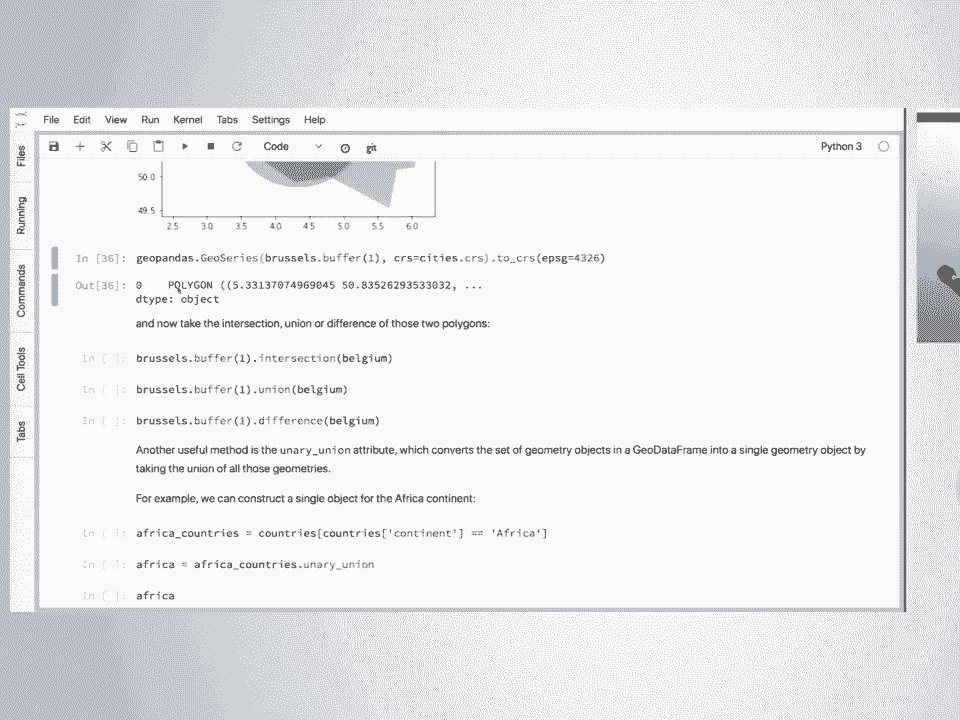 File Edit View Run Kernel Tabs Settings Help
Code git Python 3
Files
Running
Commands
Cell Tools
Tabs
50.0
49.5
2.5 3.0 3.5 4.0 4.5 5.0 5.5 6.0
In [36]: geopandas.GeoSeries(brussels.buffer(1), crs=cities.crs).to_crs(epsg=4326)
Out[36]: 0 POLYGON ((5.33137074969045 50.83526293533032, ...
dtype: object
and now take the intersection, union or difference of those two polygons:
In [ ]: brussels.buffer(1).intersection(belgium)
In [ ]: brussels.buffer(1).union(belgium)
In [ ]: brussels.buffer(1).difference(belgium)
Another useful method is the unary_union attribute, which converts the set of geometry objects in a GeoDataFrame into a single geometry object by
taking the union of all those geometries.
For example, we can construct a single object for the Africa continent:
In [ ]: africa_countries = countries[countries['continent'] == 'Africa']
In [ ]: africa = africa_countries.unary_union
In [ ]: africa